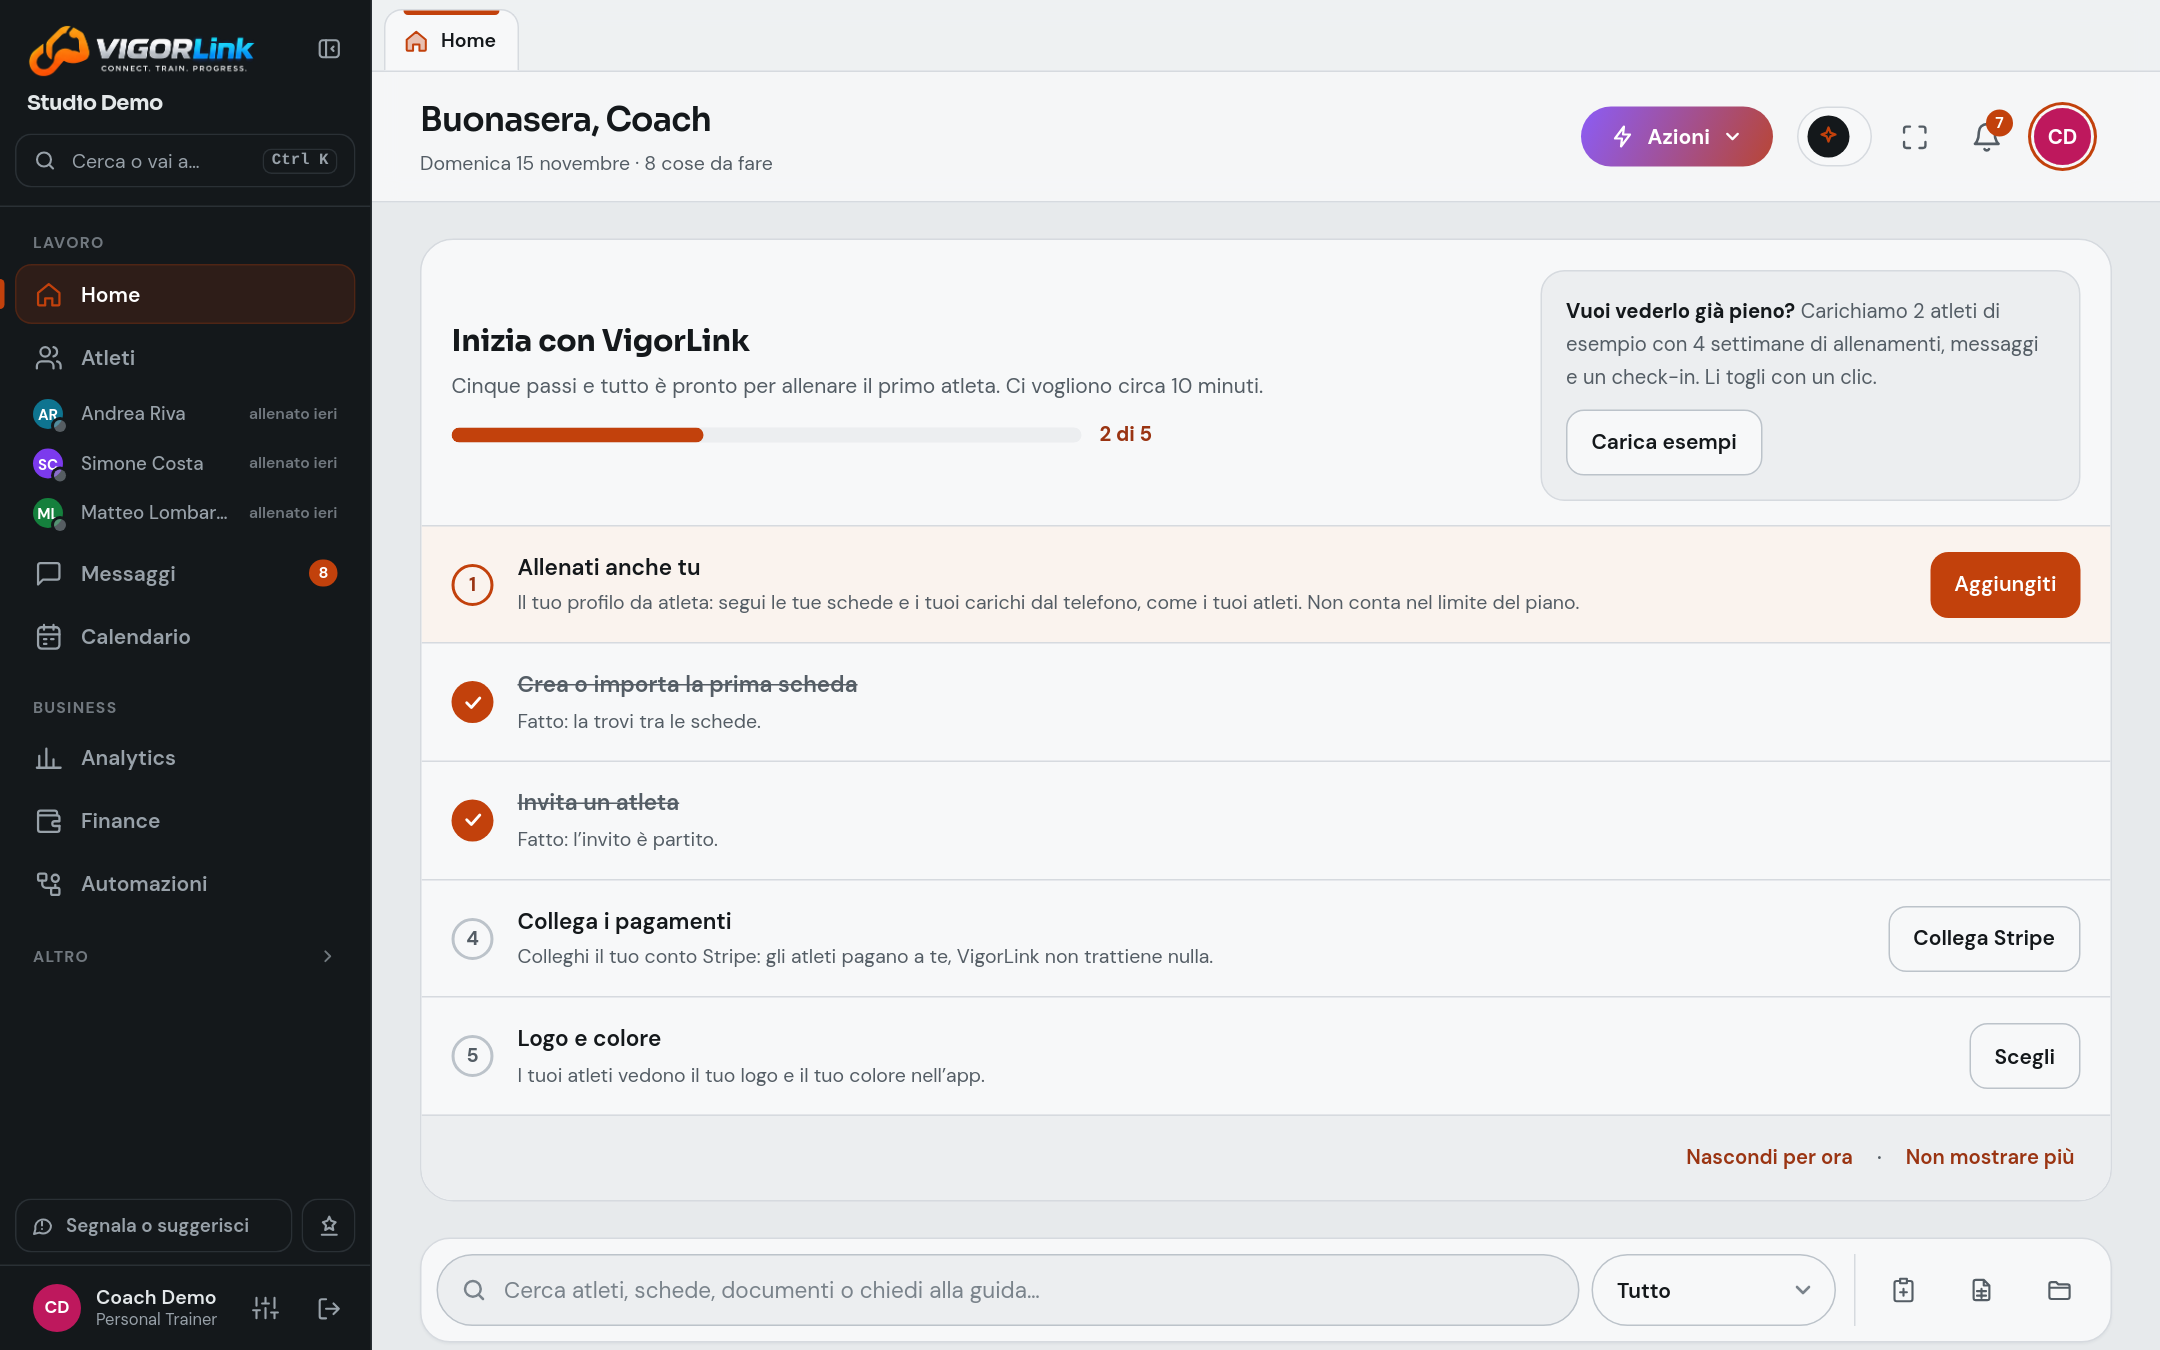 VIGORLink
CONNECT. TRAIN. PROGRESS.
Studio Demo
Cerca o vai a...
Ctrl K
LAVORO
Home
Atleti
AR Andrea Riva allenato ieri
SC Simone Costa allenato ieri
ML Matteo Lombar... allenato ieri
Messaggi 8
Calendario
BUSINESS
Analytics
Finance
Automazioni
ALTRO
Segnala o suggerisci
CD
Coach Demo
Personal Trainer
Home
Buonasera, Coach
Domenica 15 novembre · 8 cose da fare
Azioni
7
CD
Inizia con VigorLink
Cinque passi e tutto è pronto per allenare il primo atleta. Ci vogliono circa 10 minuti.
2 di 5
Vuoi vederlo già pieno? Carichiamo 2 atleti di
esempio con 4 settimane di allenamenti, messaggi
e un check-in. Li togli con un clic.
Carica esempi
1
Allenati anche tu
Il tuo profilo da atleta: segui le tue schede e i tuoi carichi dal telefono, come i tuoi atleti. Non conta nel limite del piano.
Aggiungiti
Crea o importa la prima scheda
Fatto: la trovi tra le schede.
Invita un atleta
Fatto: l’invito è partito.
4
Collega i pagamenti
Colleghi il tuo conto Stripe: gli atleti pagano a te, VigorLink non trattiene nulla.
Collega Stripe
5
Logo e colore
I tuoi atleti vedono il tuo logo e il tuo colore nell’app.
Scegli
Nascondi per ora · Non mostrare più
Cerca atleti, schede, documenti o chiedi alla guida...
Tutto